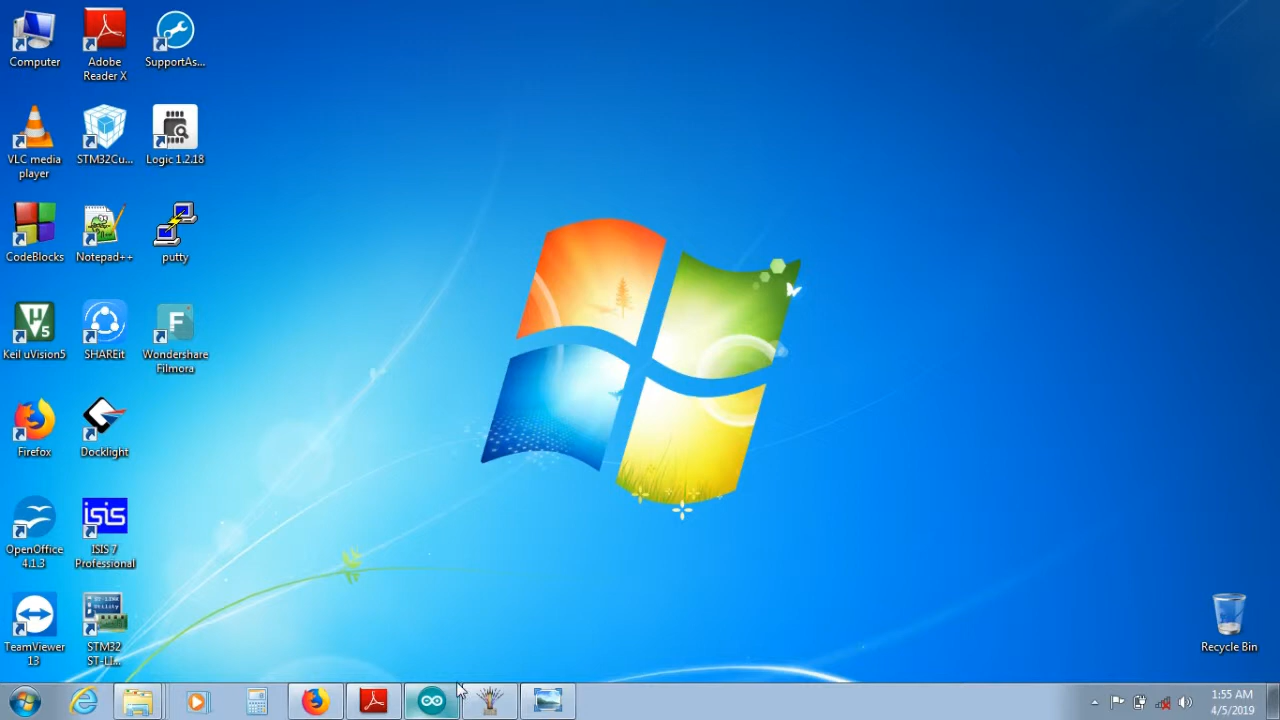 Computer
Adobe
Reader X
SupportAs...
VLC media
player
STM32Cu...
Logic 1.2.18
CodeBlocks
Notepad++
putty
Keil uVision5
SHAREit
Wondershare
Filmora
Firefox
Docklight
OpenOffice
4.1.3
isis
ISIS 7
Professional
TeamViewer
13
STM32
ST-LI...
Recycle Bin
1:55 AM
4/5/2019